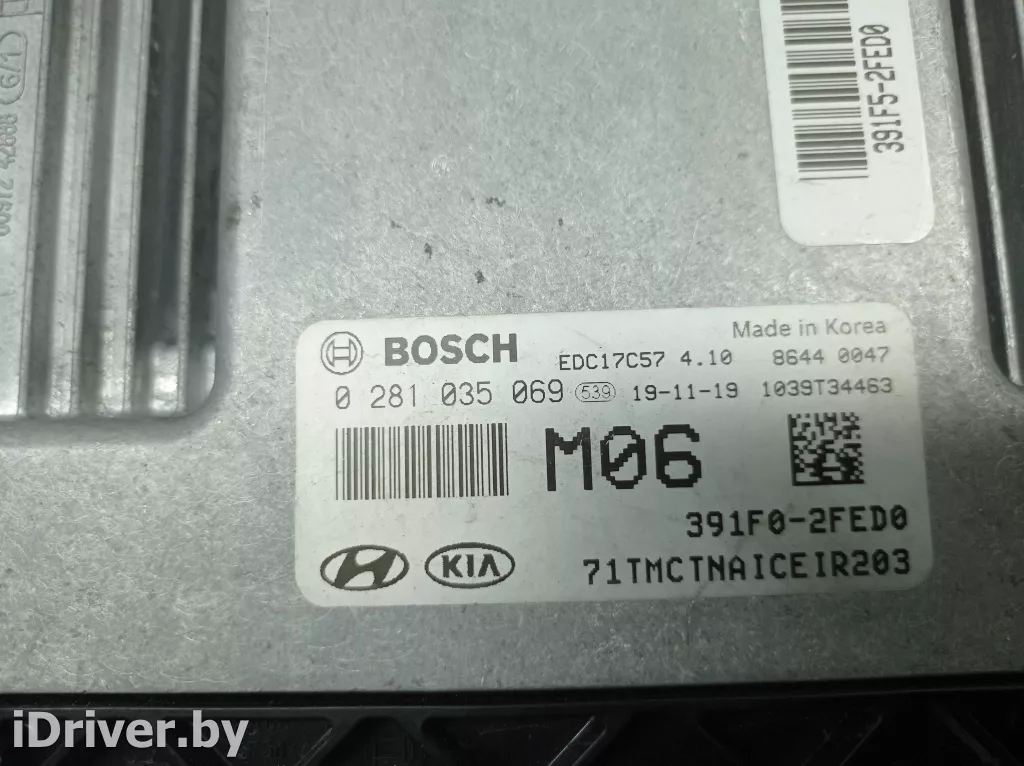 391F5-2FED0
BOSCH EDC17C57 4.10
Made in Korea
8644 0047
0 281 035 069 539 19-11-19 1039T34463
M06
391F0-2FED0
KIA 71TMCTNAICEIR203
iDriver.by